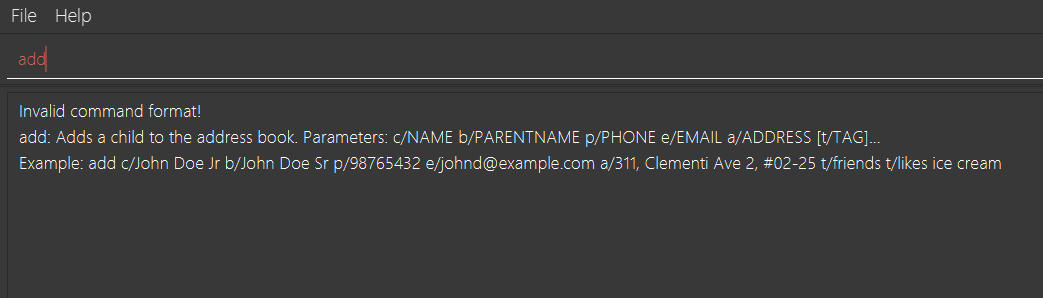 File Help
add
Invalid command format!
add: Adds a child to the address book. Parameters: c/NAME b/PARENTNAME p/PHONE e/EMAIL a/ADDRESS [t/TAG]...
Example: add c/John Doe Jr b/John Doe Sr p/98765432 e/johnd@example.com a/311, Clementi Ave 2, #02-25 t/friends t/likes ice cream